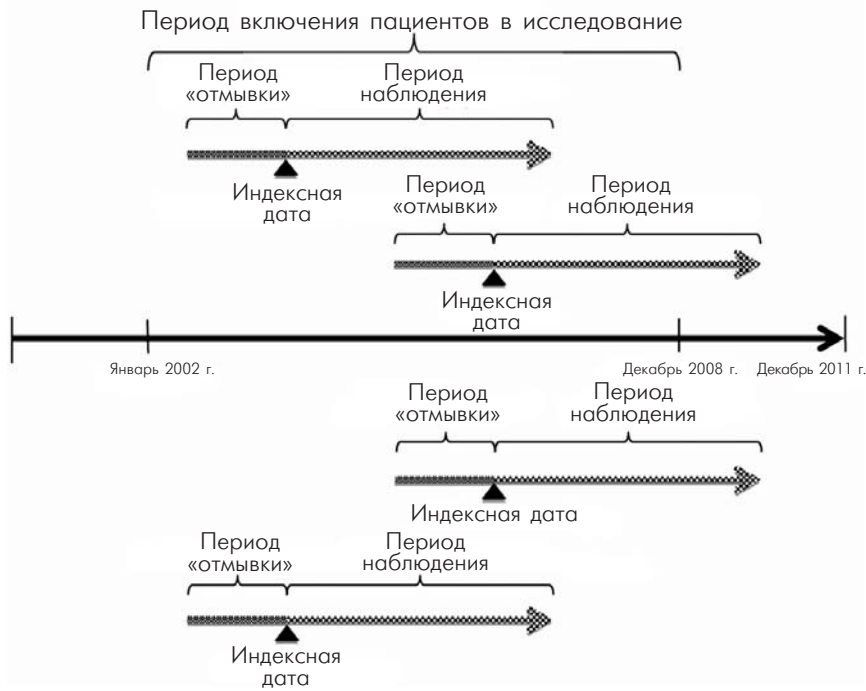 Период включения пациентов в исследование
Период
«отмывки»
Период
наблюдения
Индексная
дата
Период
«отмывки»
Период
наблюдения
Индексная
дата
Январь 2002 г.
Декабрь 2008 г.
Декабрь 2011 г.
Период
«отмывки»
Период
наблюдения
Индексная дата
Период
«отмывки»
Период
наблюдения
Индексная
дата